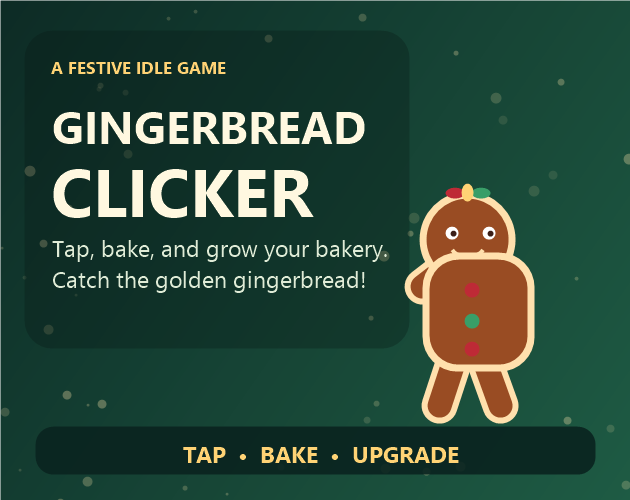 A FESTIVE IDLE GAME
GINGERBREAD
CLICKER
Tap, bake, and grow your bakery.
Catch the golden gingerbread!
TAP • BAKE • UPGRADE